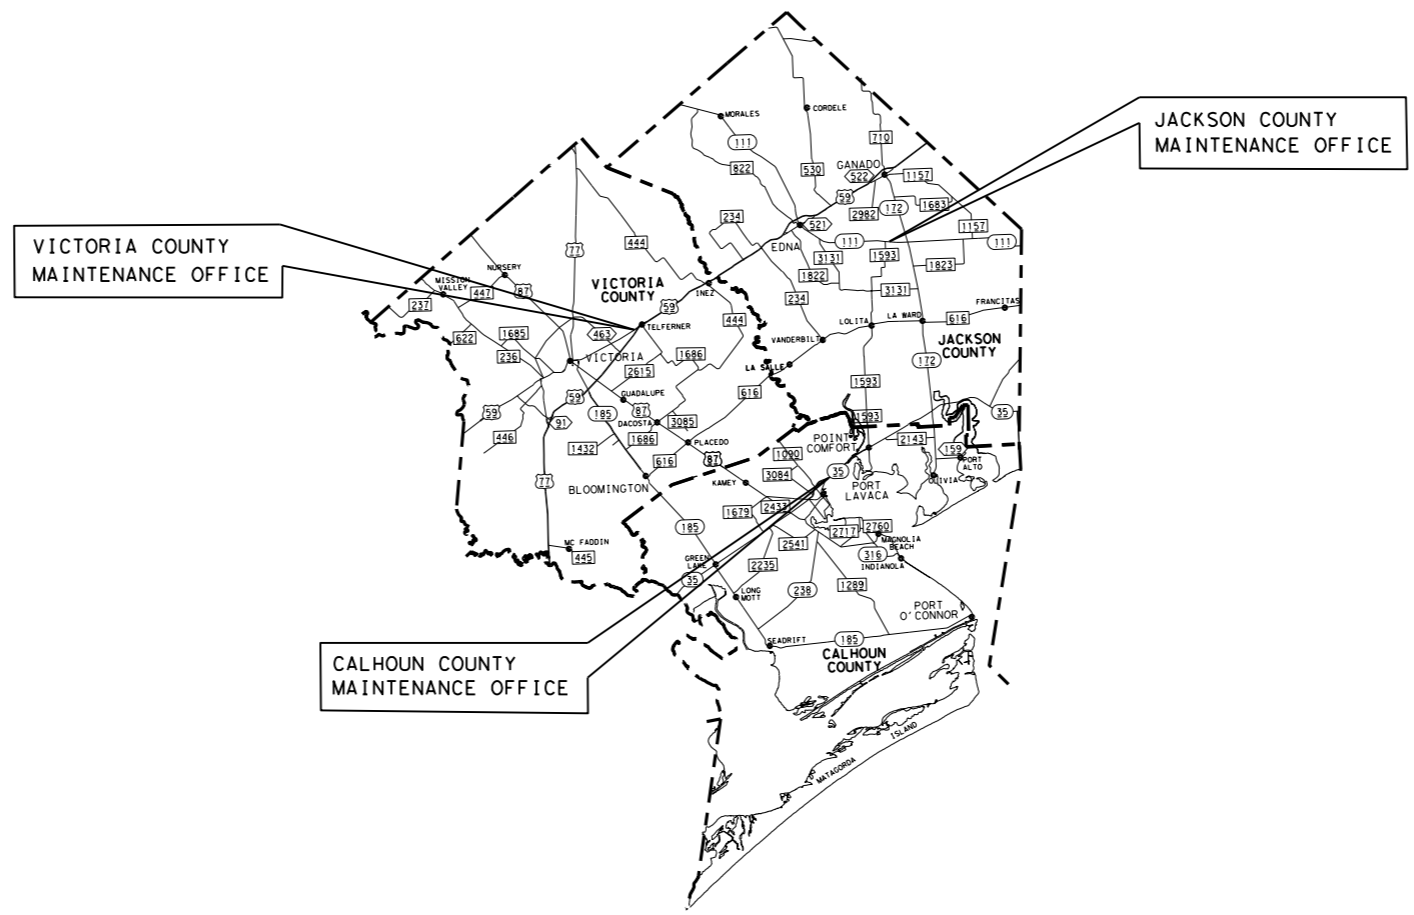 CORDELE
MORALES
JACKSON COUNTY
MAINTENANCE OFFICE
111
710
GANADO
822
530
522
1157
59
2982
172
1683
234
521
1157
VICTORIA COUNTY
MAINTENANCE OFFICE
77
444
EDNA
111
111
3131
1593
1823
NURSERY
MISSION
VALLEY
447
87
VICTORIA
COUNTY
INEZ
1822
3131
237
59
234
FRANCITAS
444
LOLITA
LA WARD
616
TELFERNER
463
622
1685
VANDERBILT
JACKSON
COUNTY
236
VICTORIA
1686
172
LA SALLE
2615
1593
616
GUADALUPE
59
59
185
87
1593
35
91
DACOSTA
3085
446
1432
1686
PLACEDO
POINT
COMFORT
2143
159
1090
616
87
PORT
ALTO
77
3084
35
OLIVIA
BLOOMINGTON
KAMEY
PORT
LAVACA
1679
2433
185
2717
2760
MC FADDIN
2541
MAGNOLIA
BEACH
445
GREEN
LAKE
316
2235
INDIANOLA
35
LONG
MOTT
238
1289
PORT
O'CONNOR
SEADRIFT
185
CALHOUN COUNTY
MAINTENANCE OFFICE
CALHOUN
COUNTY
MATAGORDA
ISLAND